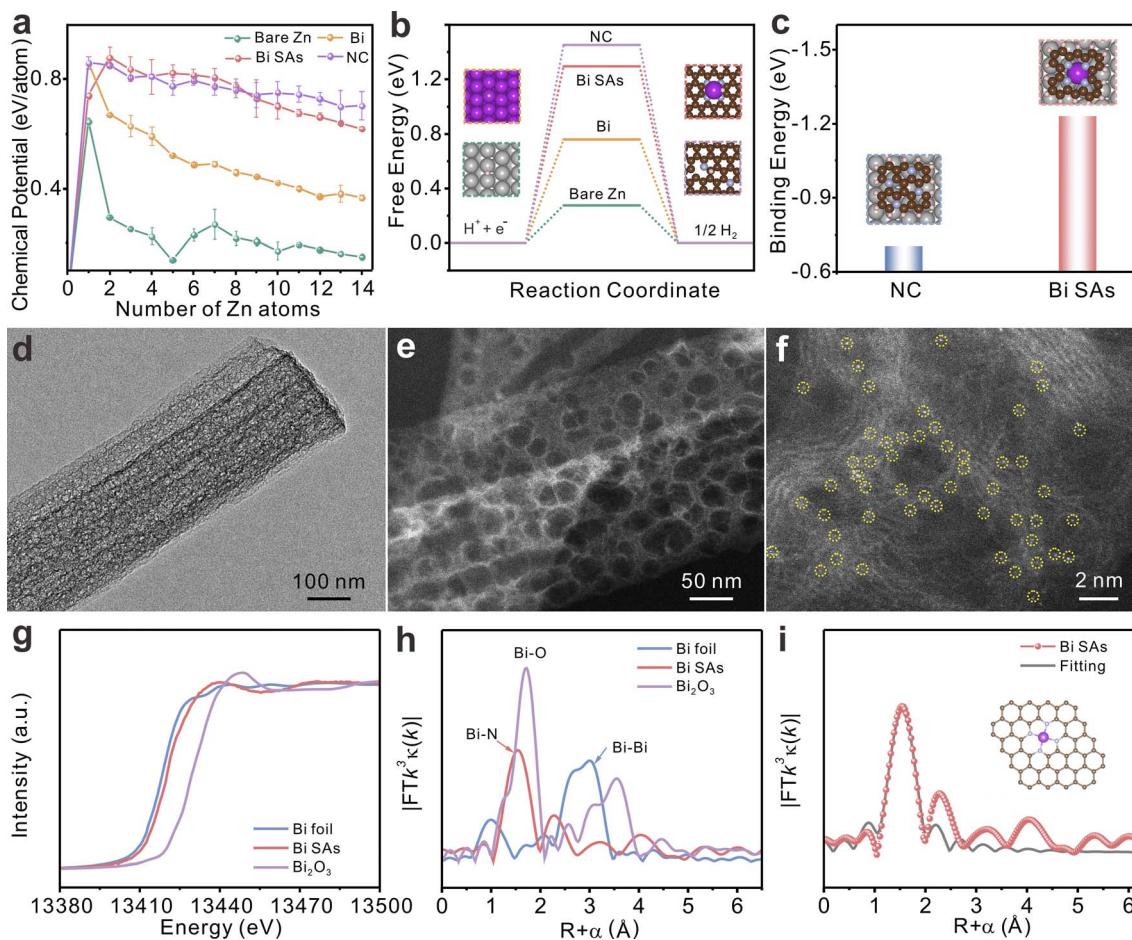 a
Chemical Potential (eV/atom)
0.8
0.4
Bare Zn
Bi
Bi SAs
NC
0 2 4 6 8 10 12 14
Number of Zn atoms
b
Free Energy (eV)
1.2
0.8
0.4
0.0
NC
Bi SAs
Bi
Bare Zn
H⁺ + e⁻
1/2 H₂
Reaction Coordinate
c
Binding Energy (eV)
-1.5
-1.2
-0.9
-0.6
NC
Bi SAs
d
100 nm
e
50 nm
f
2 nm
g
Intensity (a.u.)
Bi foil
Bi SAs
Bi₂O₃
13380 13410 13440 13470 13500
Energy (eV)
h
|FTk³κ(k)|
Bi-O
Bi-N
Bi-Bi
Bi foil
Bi SAs
Bi₂O₃
0 1 2 3 4 5 6
R+α (Å)
i
|FTk³κ(k)|
Bi SAs
Fitting
0 1 2 3 4 5 6
R+α (Å)